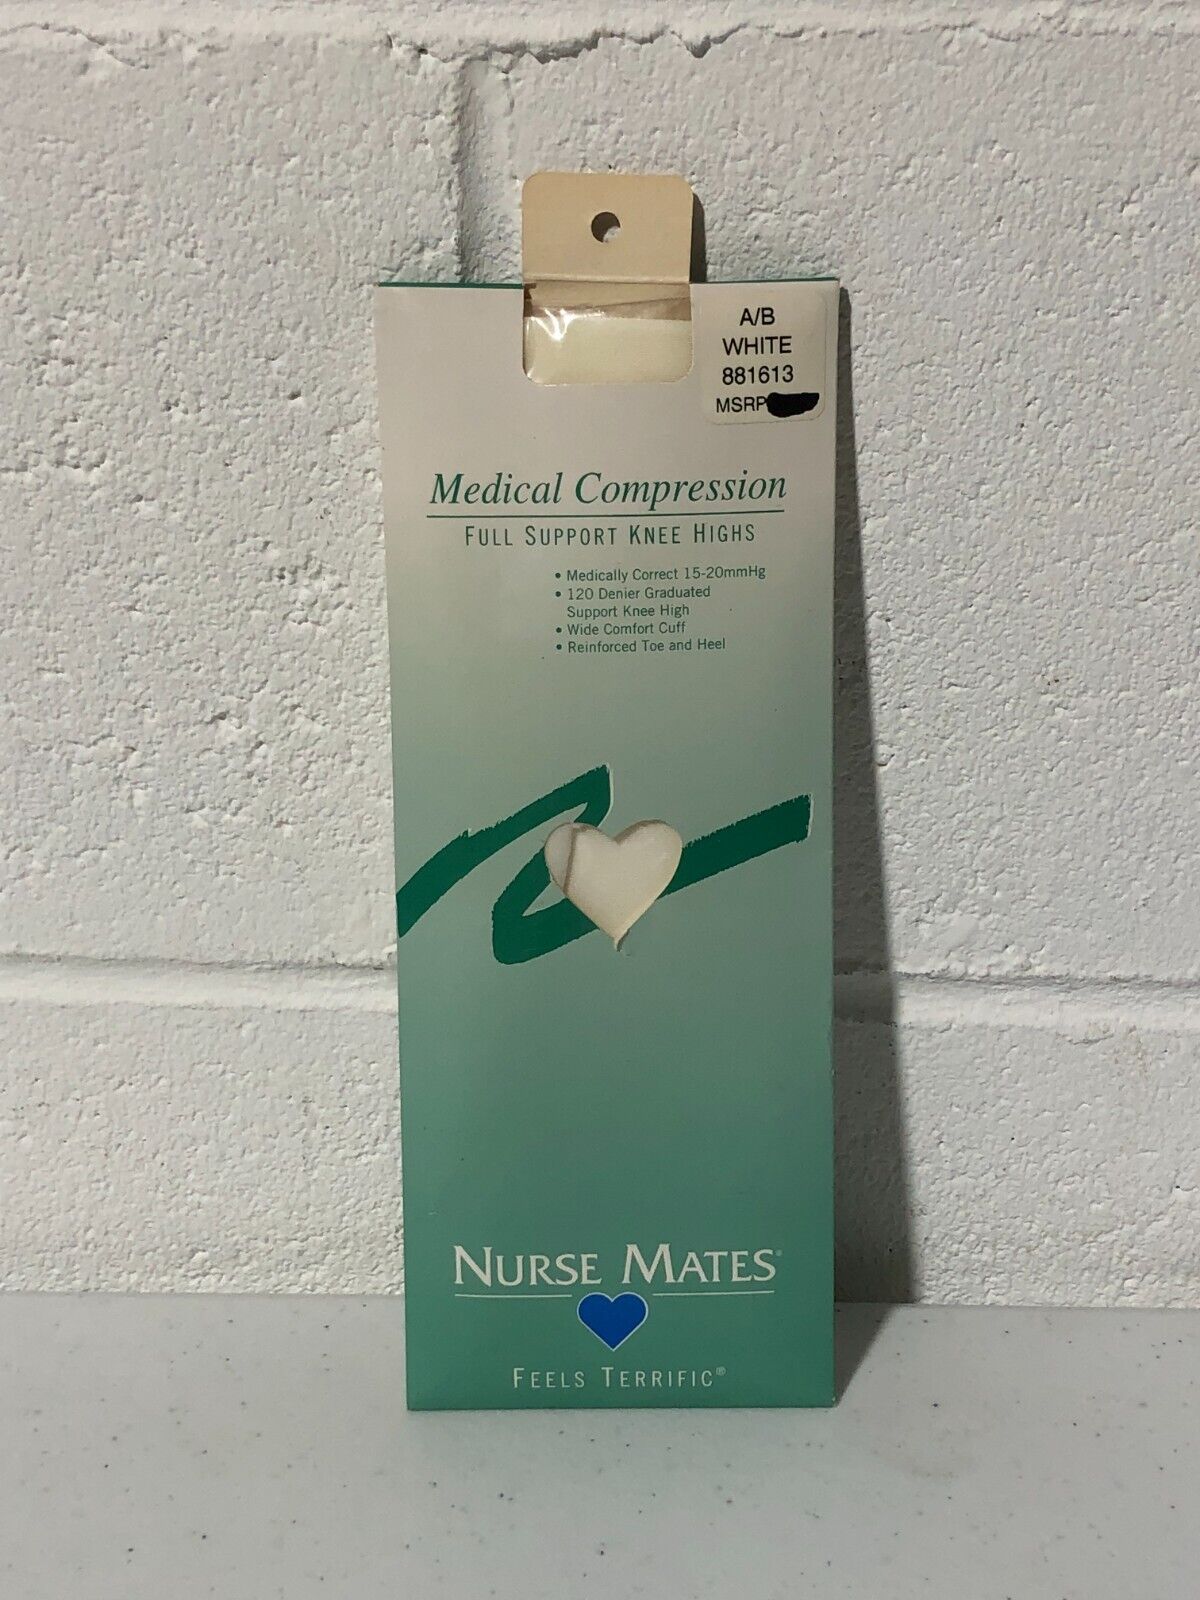 A/B
WHITE
881613
MSRP
Medical Compression
FULL SUPPORT KNEE HIGHS
• Medically Correct 15-20mmHg
• 120 Denier Graduated
Support Knee High
• Wide Comfort Cuff
• Reinforced Toe and Heel
NURSE MATES®
FEELS TERRIFIC®